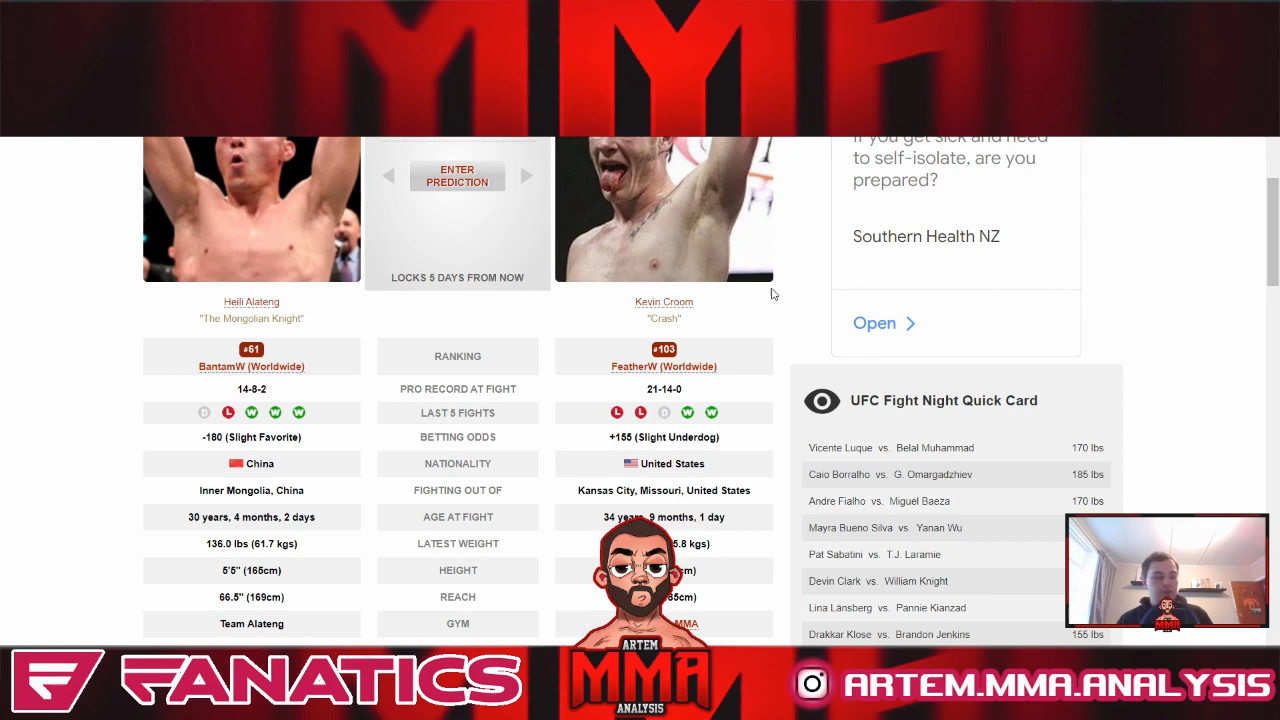 MMA
If you get sick and need
to self-isolate, are you
prepared?
Southern Health NZ
Open
ENTER
PREDICTION
LOCKS 5 DAYS FROM NOW
Heili Alateng
Kevin Croom
"The Mongolian Knight"
"Crash"
#61 RANKING #103
BantamW (Worldwide) FeatherW (Worldwide)
14-8-2 PRO RECORD AT FIGHT 21-14-0
D L W W W LAST 5 FIGHTS L L D W W
-180 (Slight Favorite) BETTING ODDS +155 (Slight Underdog)
China NATIONALITY United States
Inner Mongolia, China FIGHTING OUT OF Kansas City, Missouri, United States
30 years, 4 months, 2 days AGE AT FIGHT 34 years, 9 months, 1 day
136.0 lbs (61.7 kgs) LATEST WEIGHT 5.8 kgs)
5'5" (165cm) HEIGHT
66.5" (169cm) REACH
Team Alateng GYM MMA
UFC Fight Night Quick Card
Vicente Luque vs. Belal Muhammad 170 lbs
Caio Borralho vs. G. Omargadzhiev 185 lbs
Andre Fialho vs. Miguel Baeza 170 lbs
Mayra Bueno Silva vs. Yanan Wu
Pat Sabatini vs. T.J. Laramie
Devin Clark vs. William Knight
Lina Lansberg vs. Pannie Kianzad
Drakkar Klose vs. Brandon Jenkins 155 lbs
MMA
FANATICS
ARTEM
MMA
ANALYSIS
ARTEM.MMA.ANALYSIS